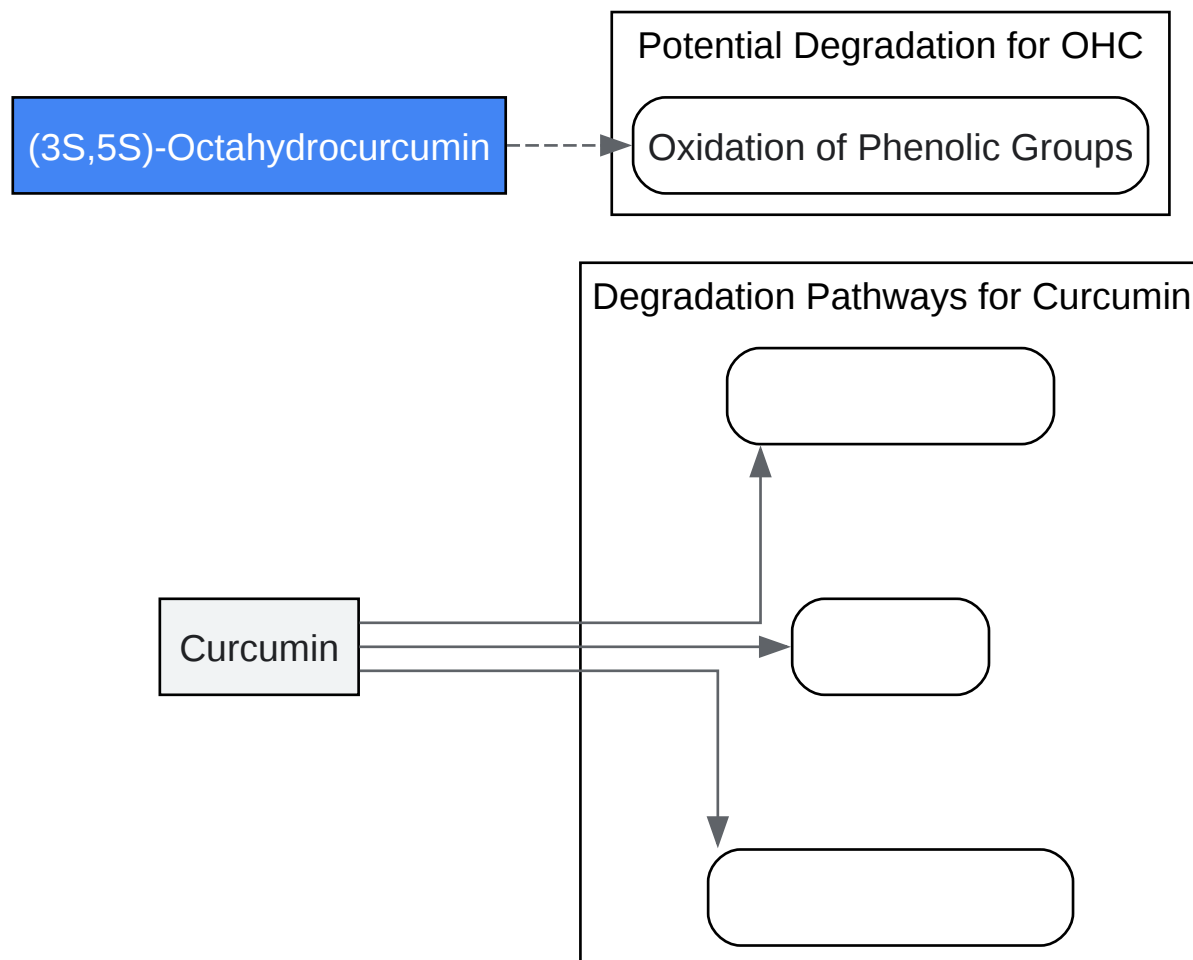 Potential Degradation for OHC
(3S,5S)-Octahydrocurcumin
Oxidation of Phenolic Groups
Degradation Pathways for Curcumin
Curcumin